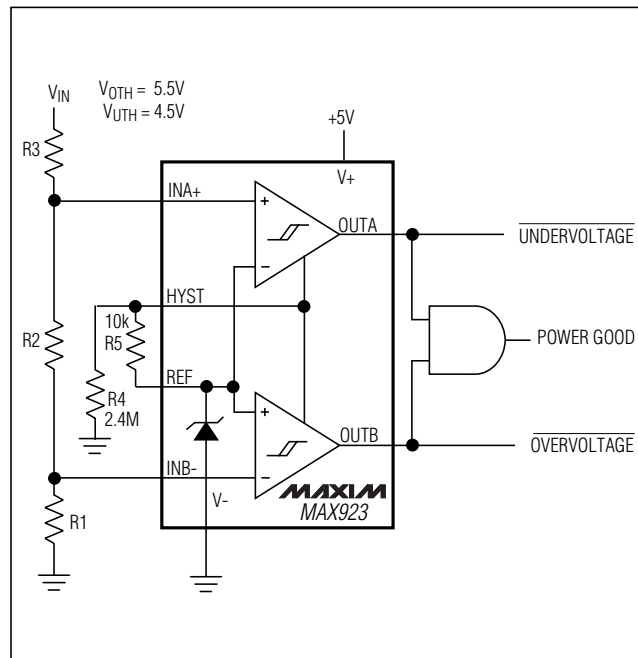 V_IN
V_OTH = 5.5V
V_UTH = 4.5V
+5V
R3
V+
INA+
+
OUTA
UNDERVOLTAGE
−
HYST
10k
R5
POWER GOOD
R2
REF
R4
2.4M
+
OUTB
OVERVOLTAGE
INB-
−
V-
MAXIM
MAX923
R1